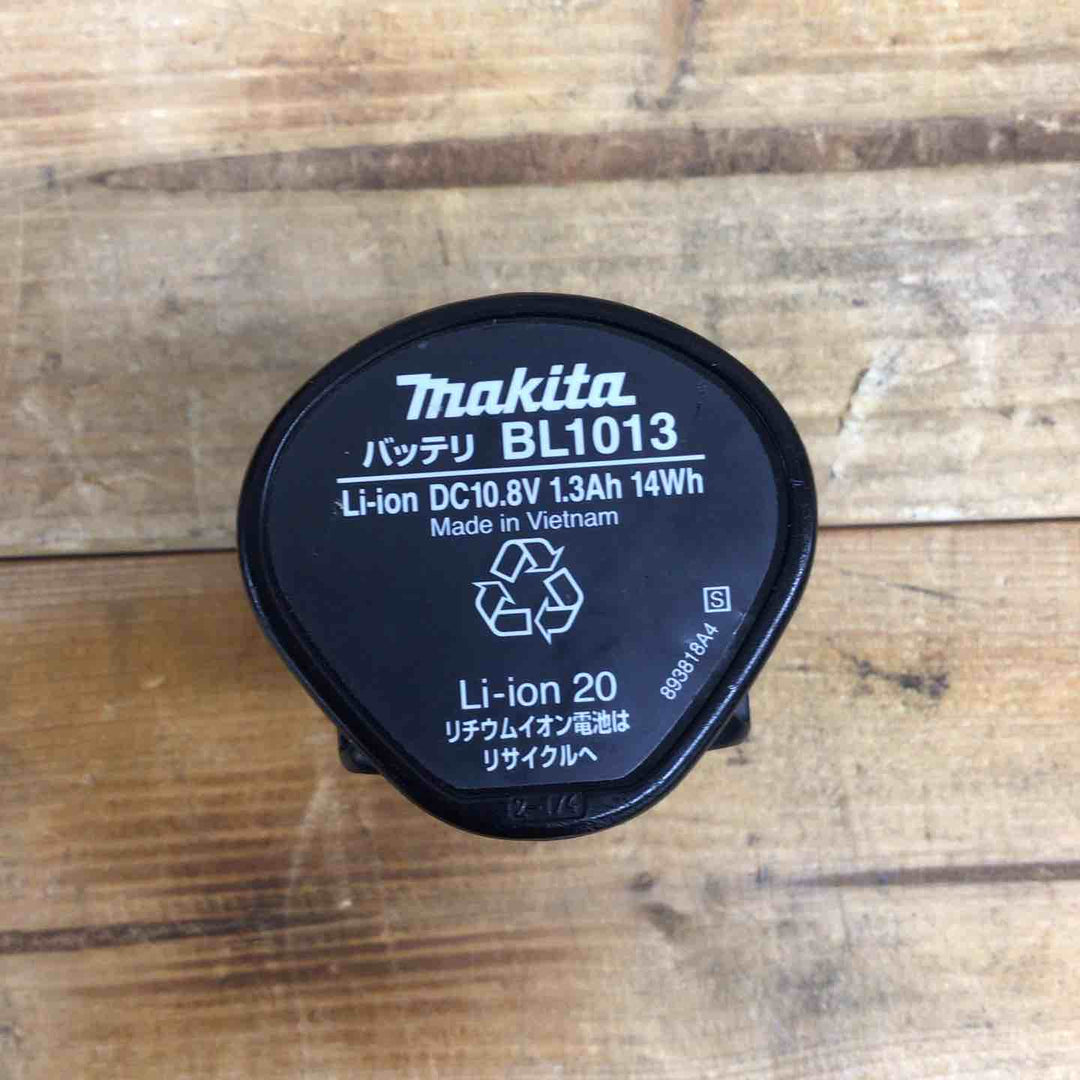 makita
バッテリ BL1013
Li-ion DC10.8V 1.3Ah 14Wh
Made in Vietnam
S
893818A4
Li-ion 20
リチウムイオン電池は
リサイクルへ